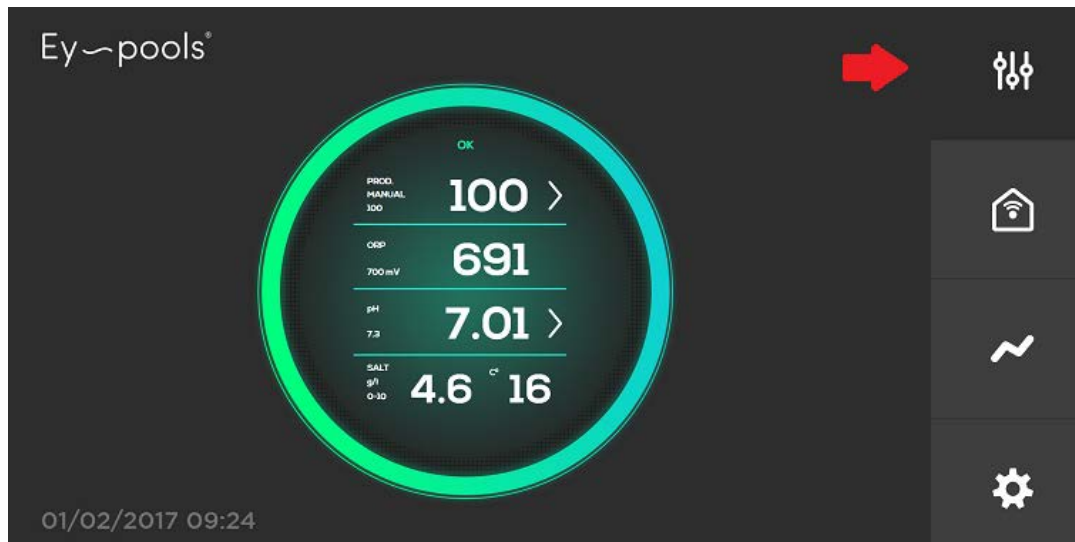 Ey-pools®
OK
PROD.
MANUAL
100
100
ORP
700 mV
691
pH
7.3
7.01
SALT
g/l
0-10
4.6
C°
16
01/02/2017 09:24